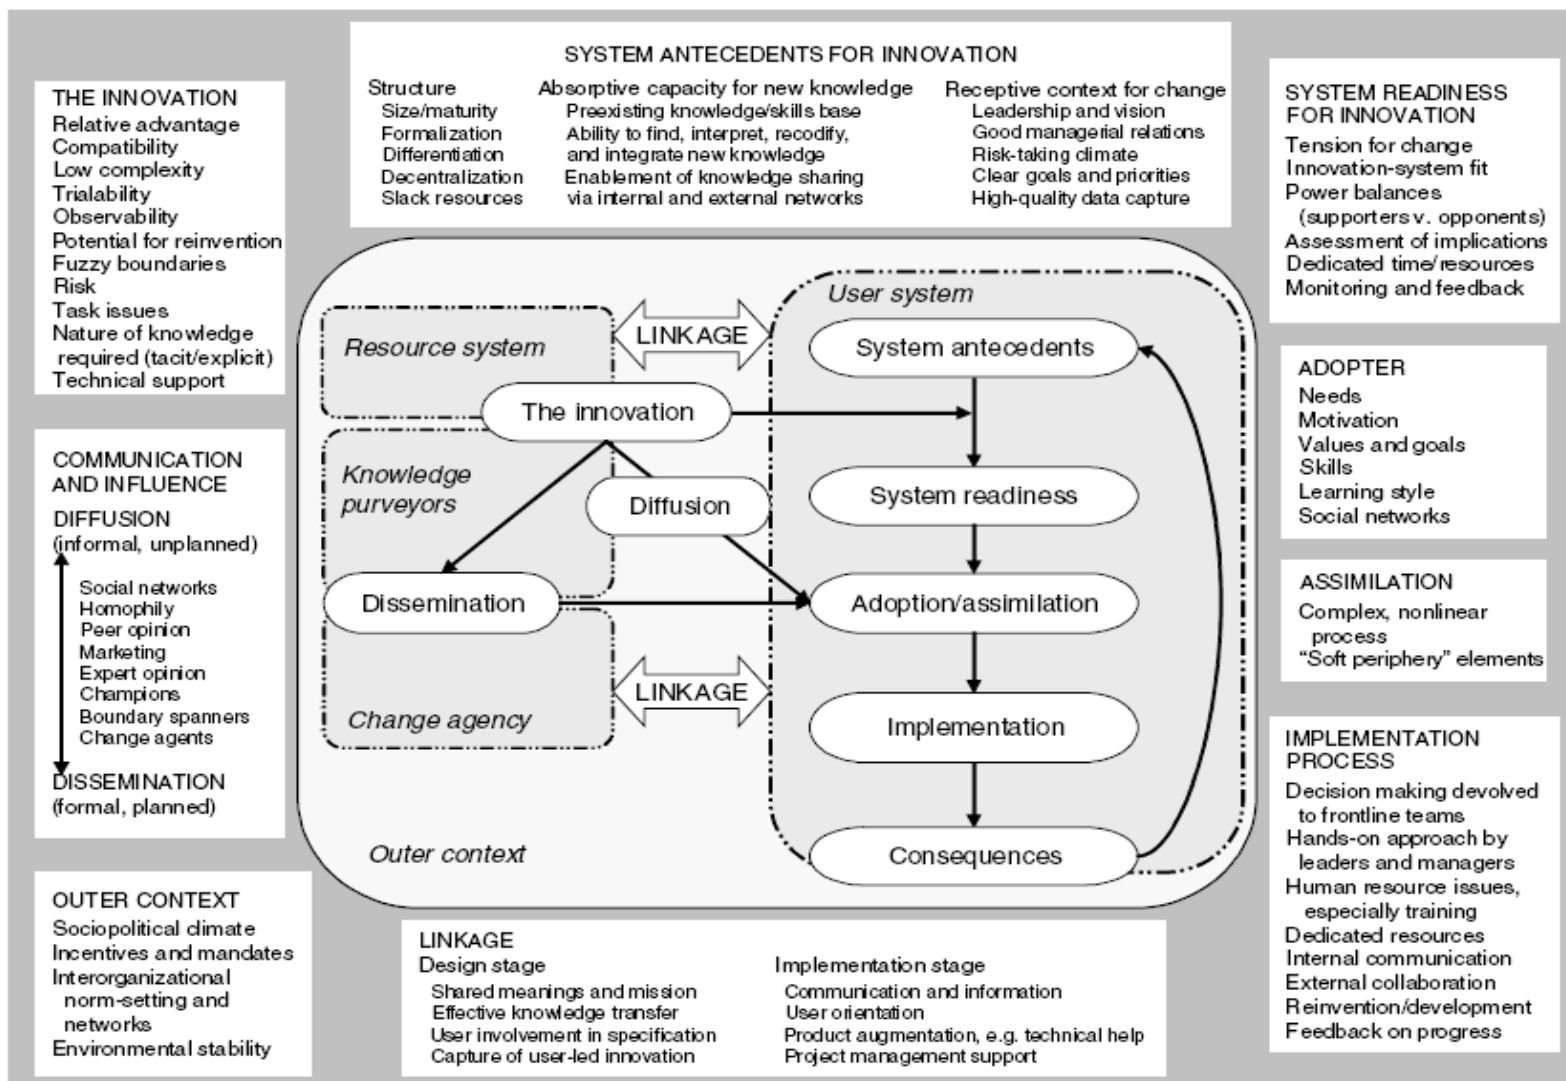 SYSTEM ANTECEDENTS FOR INNOVATION
Structure
Size/maturity
Formalization
Differentiation
Decentralization
Slack resources
Absorptive capacity for new knowledge
Preexisting knowledge/skills base
Ability to find, interpret, recodify,
and integrate new knowledge
Enablement of knowledge sharing
via internal and external networks
Receptive context for change
Leadership and vision
Good managerial relations
Risk-taking climate
Clear goals and priorities
High-quality data capture
THE INNOVATION
Relative advantage
Compatibility
Low complexity
Trialability
Observability
Potential for reinvention
Fuzzy boundaries
Risk
Task issues
Nature of knowledge
required (tacit/explicit)
Technical support
COMMUNICATION
AND INFLUENCE
DIFFUSION
(informal, unplanned)
Social networks
Homophily
Peer opinion
Marketing
Expert opinion
Champions
Boundary spanners
Change agents
DISSEMINATION
(formal, planned)
OUTER CONTEXT
Sociopolitical climate
Incentives and mandates
Interorganizational
norm-setting and
networks
Environmental stability
Resource system
LINKAGE
The innovation
Knowledge
purveyors
Diffusion
Dissemination
Change agency
LINKAGE
Outer context
User system
System antecedents
System readiness
Adoption/assimilation
Implementation
Consequences
LINKAGE
Design stage
Shared meanings and mission
Effective knowledge transfer
User involvement in specification
Capture of user-led innovation
Implementation stage
Communication and information
User orientation
Product augmentation, e.g. technical help
Project management support
SYSTEM READINESS
FOR INNOVATION
Tension for change
Innovation-system fit
Power balances
(supporters v. opponents)
Assessment of implications
Dedicated time/resources
Monitoring and feedback
ADOPTER
Needs
Motivation
Values and goals
Skills
Learning style
Social networks
ASSIMILATION
Complex, nonlinear
process
“Soft periphery” elements
IMPLEMENTATION
PROCESS
Decision making devolved
to frontline teams
Hands-on approach by
leaders and managers
Human resource issues,
especially training
Dedicated resources
Internal communication
External collaboration
Reinvention/development
Feedback on progress